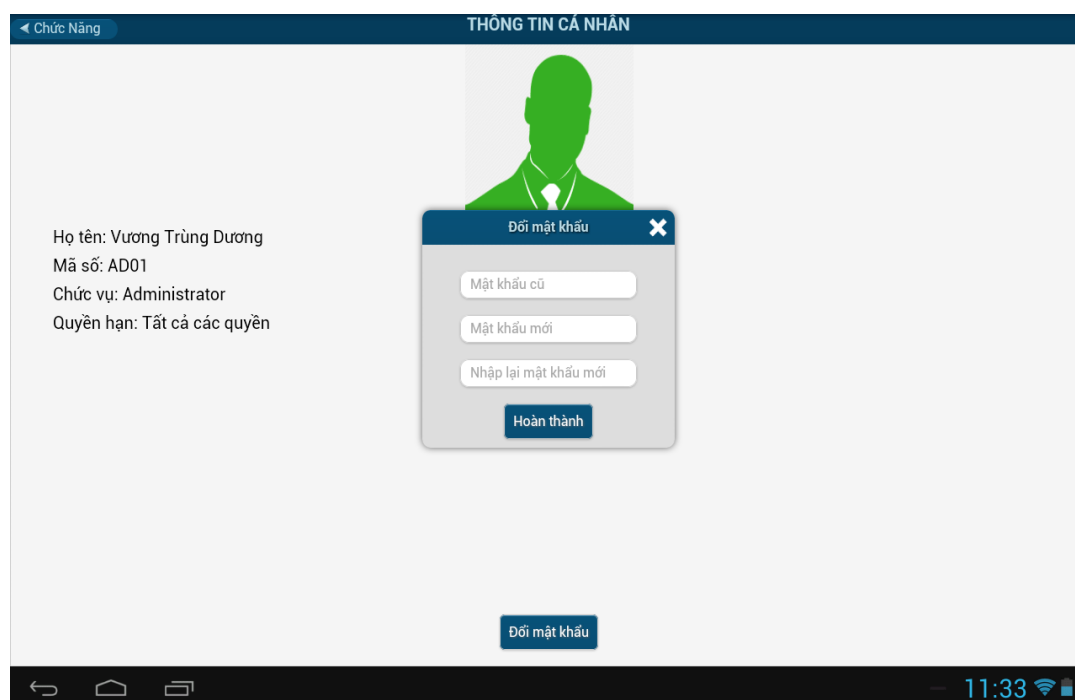 Chức Năng
THÔNG TIN CÁ NHÂN
Họ tên: Vương Trùng Dương
Mã số: AD01
Chức vụ: Administrator
Quyền hạn: Tất cả các quyền
Đổi mật khẩu
Mật khẩu cũ
Mật khẩu mới
Nhập lại mật khẩu mới
Hoàn thành
Đổi mật khẩu
11:33